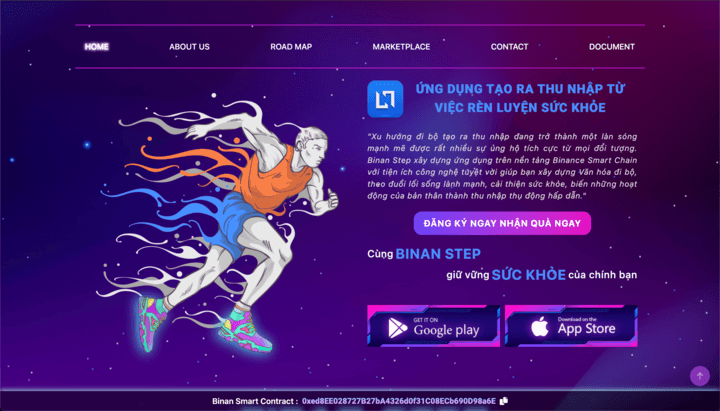 HOME ABOUT US ROAD MAP MARKETPLACE CONTACT DOCUMENT
ỨNG DỤNG TẠO RA THU NHẬP TỪ
VIỆC RÈN LUYỆN SỨC KHỎE
"Xu hướng đi bộ tạo ra thu nhập đang trở thành một làn sóng
mạnh mẽ được rất nhiều sự ủng hộ tích cực từ mọi đối tượng.
Binan Step xây dựng ứng dụng trên nền tảng Binance Smart Chain
với tiện ích công nghệ tuyệt vời giúp bạn xây dựng Văn hóa đi bộ,
theo đuổi lối sống lành mạnh, cải thiện sức khỏe, biến những hoạt
động của bản thân thành thu nhập thụ động hấp dẫn."
ĐĂNG KÝ NGAY NHẬN QUÀ NGAY
Cùng BINAN STEP
giữ vững SỨC KHỎE của chính bạn
GET IT ON
Google play
Download on the
App Store
Binan Smart Contract : 0xed8EE028727B27bA4326d0f31C08ECb690D98a6E